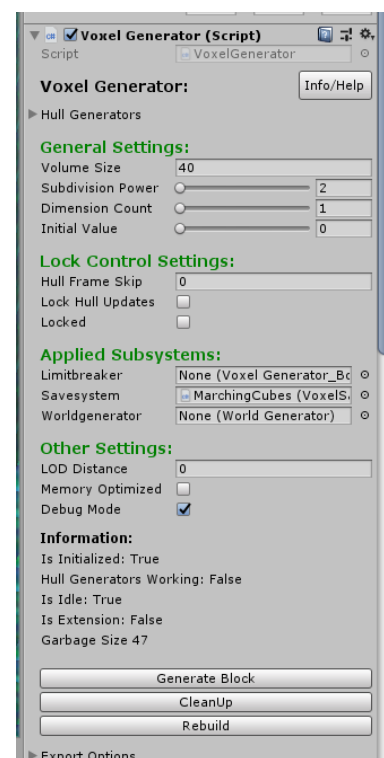 Voxel Generator (Script)
Script VoxelGenerator
Voxel Generator: Info/Help
Hull Generators
General Settings:
Volume Size 40
Subdivision Power 2
Dimension Count 1
Initial Value 0
Lock Control Settings:
Hull Frame Skip 0
Lock Hull Updates
Locked
Applied Subsystems:
Limitbreaker None (Voxel Generator_Bo
Savesystem MarchingCubes (VoxelS
Worldgenerator None (World Generator)
Other Settings:
LOD Distance 0
Memory Optimized
Debug Mode
Information:
Is Initialized: True
Hull Generators Working: False
Is Idle: True
Is Extension: False
Garbage Size 47
Generate Block
CleanUp
Rebuild
Export Options